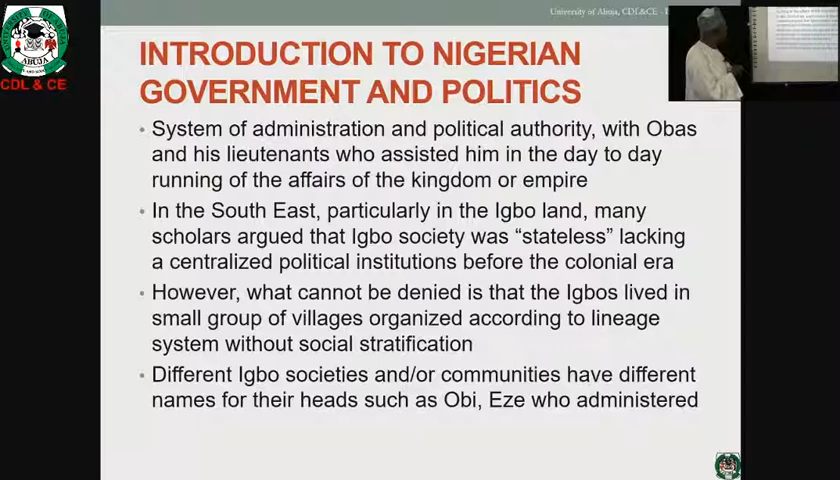 University of Abuja, CDL&CE -
INTRODUCTION TO NIGERIAN
GOVERNMENT AND POLITICS
• System of administration and political authority, with Obas
and his lieutenants who assisted him in the day to day
running of the affairs of the kingdom or empire
• In the South East, particularly in the Igbo land, many
scholars argued that Igbo society was “stateless” lacking
a centralized political institutions before the colonial era
• However, what cannot be denied is that the Igbos lived in
small group of villages organized according to lineage
system without social stratification
• Different Igbo societies and/or communities have different
names for their heads such as Obi, Eze who administered
ABUJA
CDL & CE